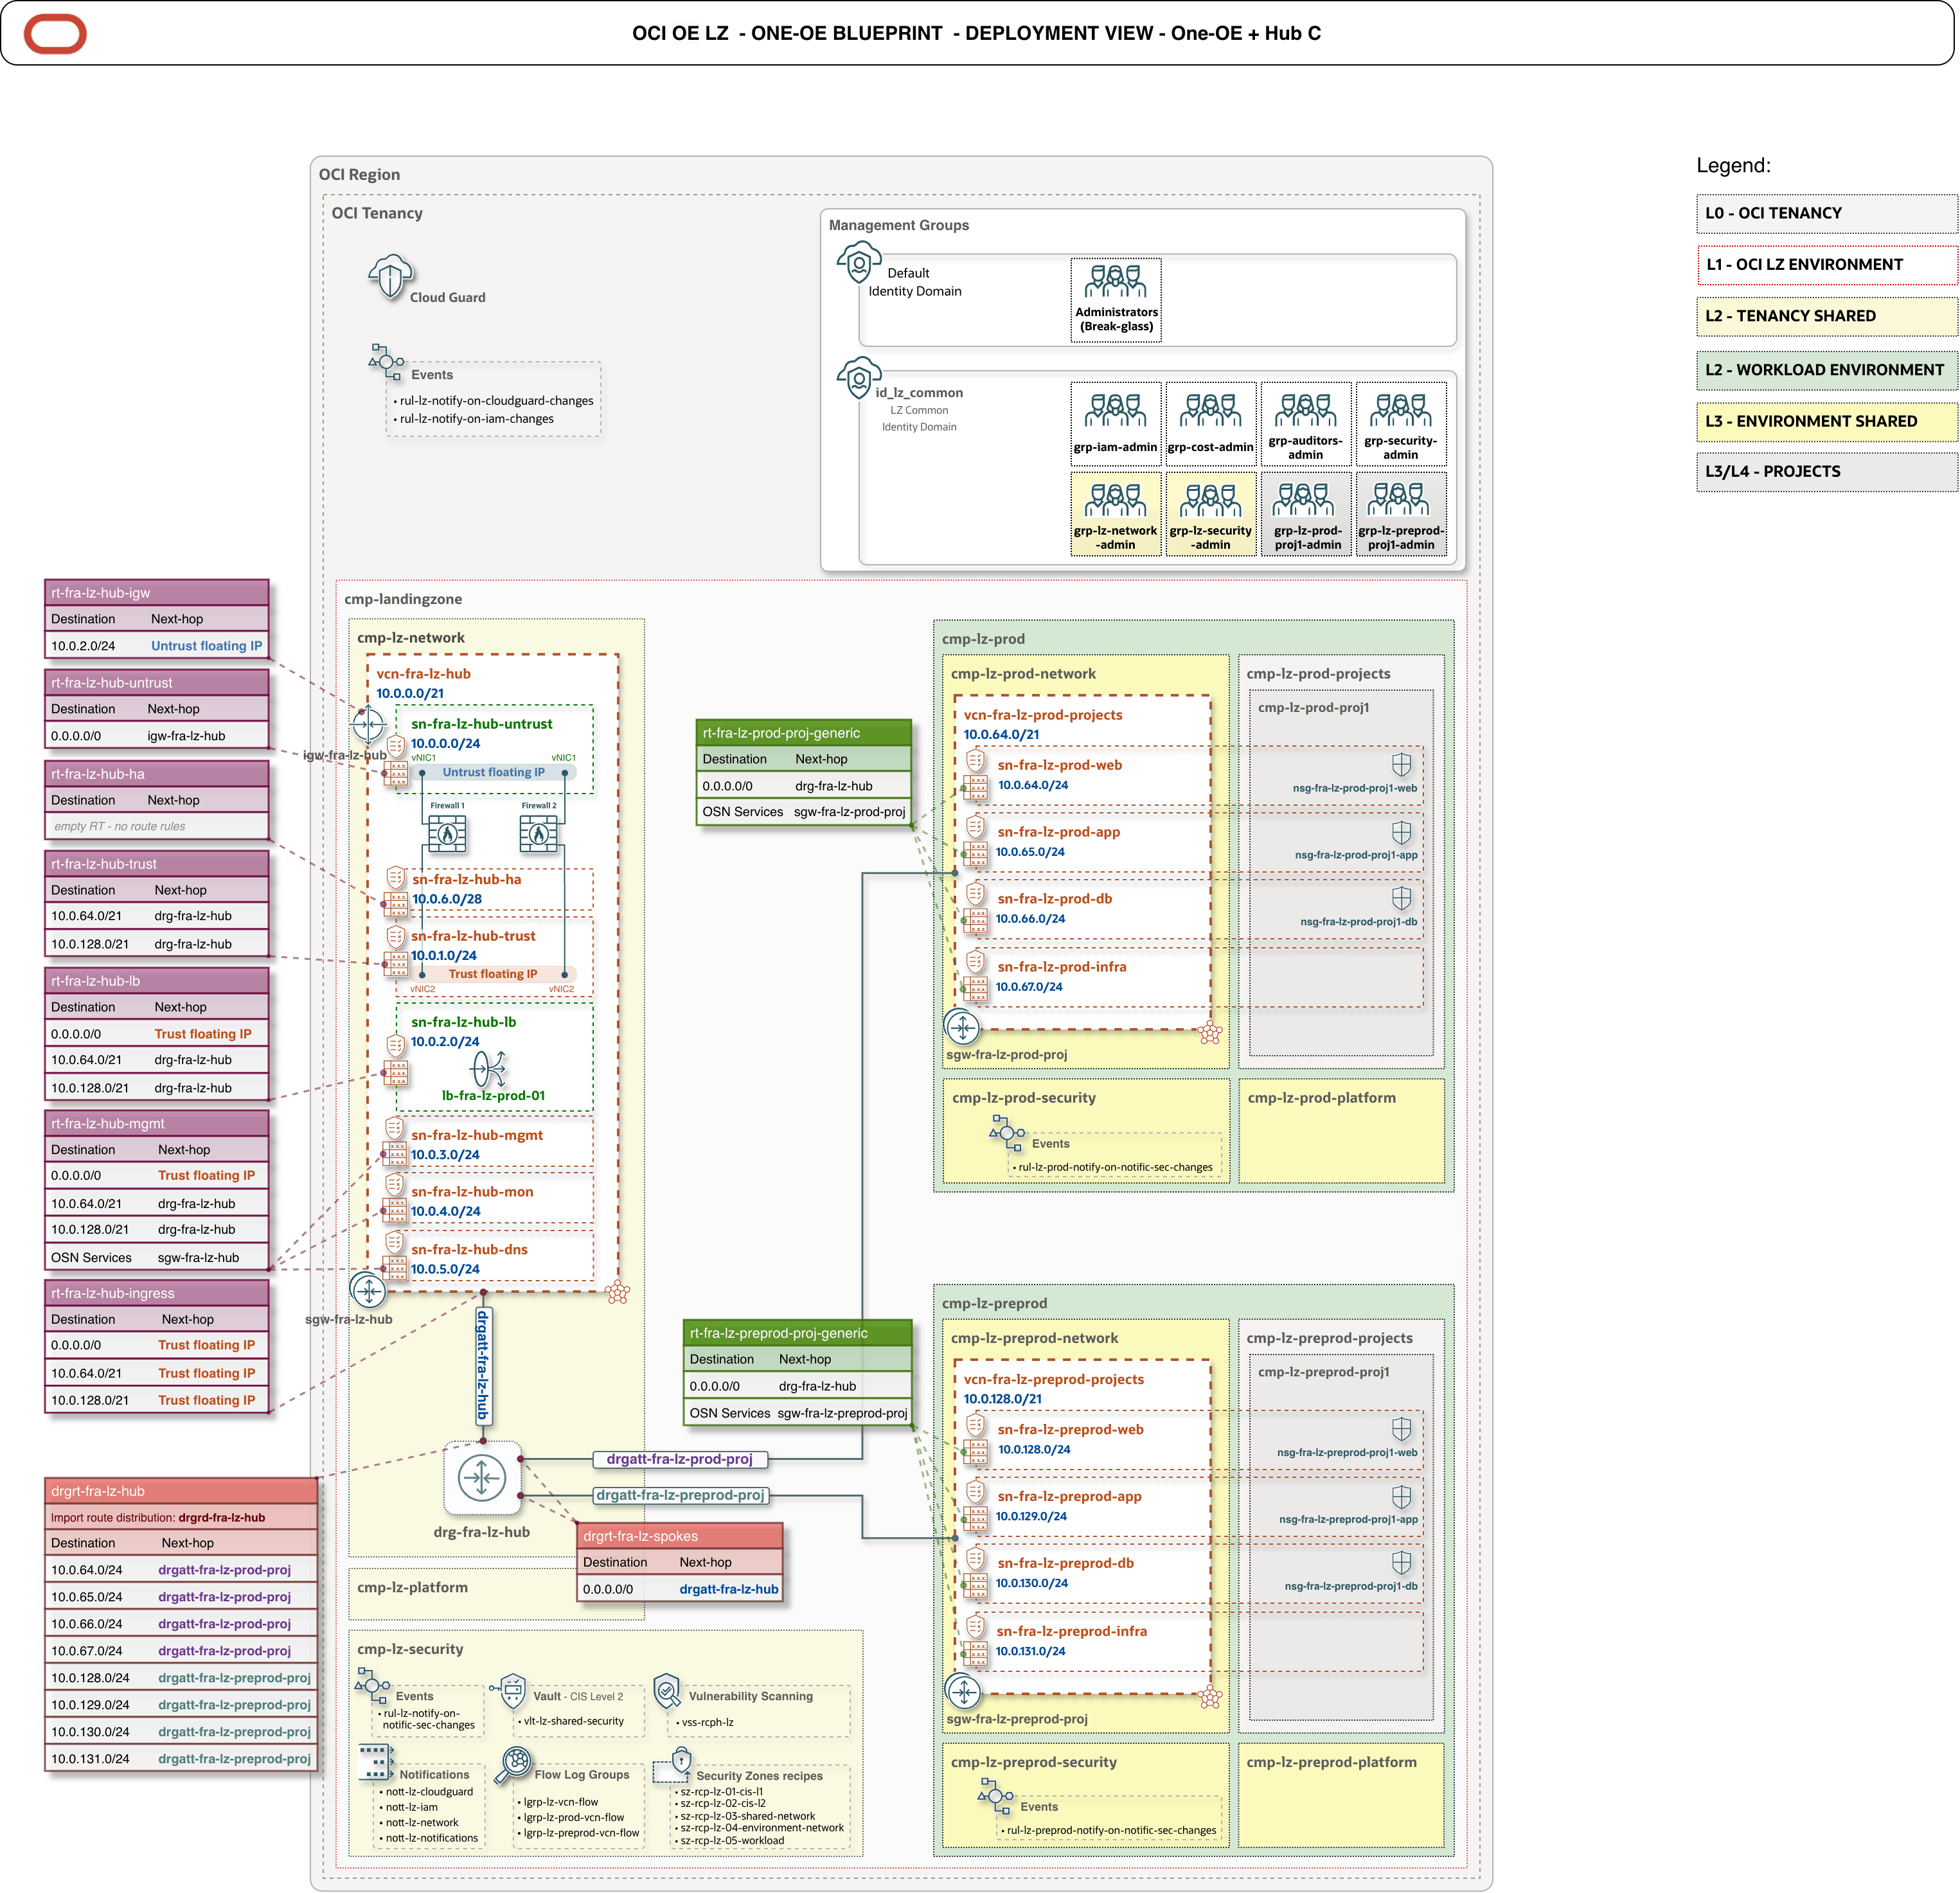 OCI OE LZ - ONE-OE BLUEPRINT - DEPLOYMENT VIEW - One-OE + Hub C
Legend:
L0 - OCI TENANCY
L1 - OCI LZ ENVIRONMENT
L2 - TENANCY SHARED
L2 - WORKLOAD ENVIRONMENT
L3 - ENVIRONMENT SHARED
L3/L4 - PROJECTS
OCI Region
OCI Tenancy
Cloud Guard
Events
• rul-lz-notify-on-cloudguard-changes
• rul-lz-notify-on-iam-changes
Management Groups
Default
Identity Domain
Administrators
(Break-glass)
id_lz_common
LZ Common
Identity Domain
grp-iam-admin
grp-cost-admin
grp-auditors-
admin
grp-security-
admin
grp-lz-network
-admin
grp-lz-security
-admin
grp-lz-prod-
proj1-admin
grp-lz-preprod-
proj1-admin
rt-fra-lz-hub-igw
Destination Next-hop
10.0.2.0/24 Untrust floating IP
rt-fra-lz-hub-untrust
Destination Next-hop
0.0.0.0/0 igw-fra-lz-hub
rt-fra-lz-hub-ha
Destination Next-hop
empty RT - no route rules
rt-fra-lz-hub-trust
Destination Next-hop
10.0.64.0/21 drg-fra-lz-hub
10.0.128.0/21 drg-fra-lz-hub
rt-fra-lz-hub-lb
Destination Next-hop
0.0.0.0/0 Trust floating IP
10.0.64.0/21 drg-fra-lz-hub
10.0.128.0/21 drg-fra-lz-hub
rt-fra-lz-hub-mgmt
Destination Next-hop
0.0.0.0/0 Trust floating IP
10.0.64.0/21 drg-fra-lz-hub
10.0.128.0/21 drg-fra-lz-hub
OSN Services sgw-fra-lz-hub
rt-fra-lz-hub-ingress
Destination Next-hop
0.0.0.0/0 Trust floating IP
10.0.64.0/21 Trust floating IP
10.0.128.0/21 Trust floating IP
drgrt-fra-lz-hub
Import route distribution: drgrd-fra-lz-hub
Destination Next-hop
10.0.64.0/24 drgatt-fra-lz-prod-proj
10.0.65.0/24 drgatt-fra-lz-prod-proj
10.0.66.0/24 drgatt-fra-lz-prod-proj
10.0.67.0/24 drgatt-fra-lz-prod-proj
10.0.128.0/24 drgatt-fra-lz-preprod-proj
10.0.129.0/24 drgatt-fra-lz-preprod-proj
10.0.130.0/24 drgatt-fra-lz-preprod-proj
10.0.131.0/24 drgatt-fra-lz-preprod-proj
cmp-landingzone
cmp-lz-network
vcn-fra-lz-hub
10.0.0.0/21
igw-fra-lz-hub
sn-fra-lz-hub-untrust
10.0.0.0/24
vNIC1 vNIC1
Untrust floating IP
Firewall 1 Firewall 2
sn-fra-lz-hub-ha
10.0.6.0/28
sn-fra-lz-hub-trust
10.0.1.0/24
Trust floating IP
vNIC2 vNIC2
sn-fra-lz-hub-lb
10.0.2.0/24
lb-fra-lz-prod-01
sn-fra-lz-hub-mgmt
10.0.3.0/24
sn-fra-lz-hub-mon
10.0.4.0/24
sn-fra-lz-hub-dns
10.0.5.0/24
sgw-fra-lz-hub
drgatt-fra-lz-hub
drg-fra-lz-hub
drgatt-fra-lz-prod-proj
drgatt-fra-lz-preprod-proj
drgrt-fra-lz-spokes
Destination Next-hop
0.0.0.0/0 drgatt-fra-lz-hub
cmp-lz-platform
cmp-lz-security
Events
• rul-lz-notify-on-
notific-sec-changes
Vault - CIS Level 2
• vlt-lz-shared-security
Vulnerability Scanning
• vss-rcph-lz
Notifications
• nott-lz-cloudguard
• nott-lz-iam
• nott-lz-network
• nott-lz-notifications
Flow Log Groups
• lgrp-lz-vcn-flow
• lgrp-lz-prod-vcn-flow
• lgrp-lz-preprod-vcn-flow
Security Zones recipes
• sz-rcp-lz-01-cis-l1
• sz-rcp-lz-02-cis-l2
• sz-rcp-lz-03-shared-network
• sz-rcp-lz-04-environment-network
• sz-rcp-lz-05-workload
rt-fra-lz-prod-proj-generic
Destination Next-hop
0.0.0.0/0 drg-fra-lz-hub
OSN Services sgw-fra-lz-prod-proj
cmp-lz-prod
cmp-lz-prod-network
vcn-fra-lz-prod-projects
10.0.64.0/21
sn-fra-lz-prod-web
10.0.64.0/24
sn-fra-lz-prod-app
10.0.65.0/24
sn-fra-lz-prod-db
10.0.66.0/24
sn-fra-lz-prod-infra
10.0.67.0/24
sgw-fra-lz-prod-proj
cmp-lz-prod-projects
cmp-lz-prod-proj1
nsg-fra-lz-prod-proj1-web
nsg-fra-lz-prod-proj1-app
nsg-fra-lz-prod-proj1-db
cmp-lz-prod-security
Events
• rul-lz-prod-notify-on-notific-sec-changes
cmp-lz-prod-platform
rt-fra-lz-preprod-proj-generic
Destination Next-hop
0.0.0.0/0 drg-fra-lz-hub
OSN Services sgw-fra-lz-preprod-proj
cmp-lz-preprod
cmp-lz-preprod-network
vcn-fra-lz-preprod-projects
10.0.128.0/21
sn-fra-lz-preprod-web
10.0.128.0/24
sn-fra-lz-preprod-app
10.0.129.0/24
sn-fra-lz-preprod-db
10.0.130.0/24
sn-fra-lz-preprod-infra
10.0.131.0/24
sgw-fra-lz-preprod-proj
cmp-lz-preprod-projects
cmp-lz-preprod-proj1
nsg-fra-lz-preprod-proj1-web
nsg-fra-lz-preprod-proj1-app
nsg-fra-lz-preprod-proj1-db
cmp-lz-preprod-security
Events
• rul-lz-preprod-notify-on-notific-sec-changes
cmp-lz-preprod-platform